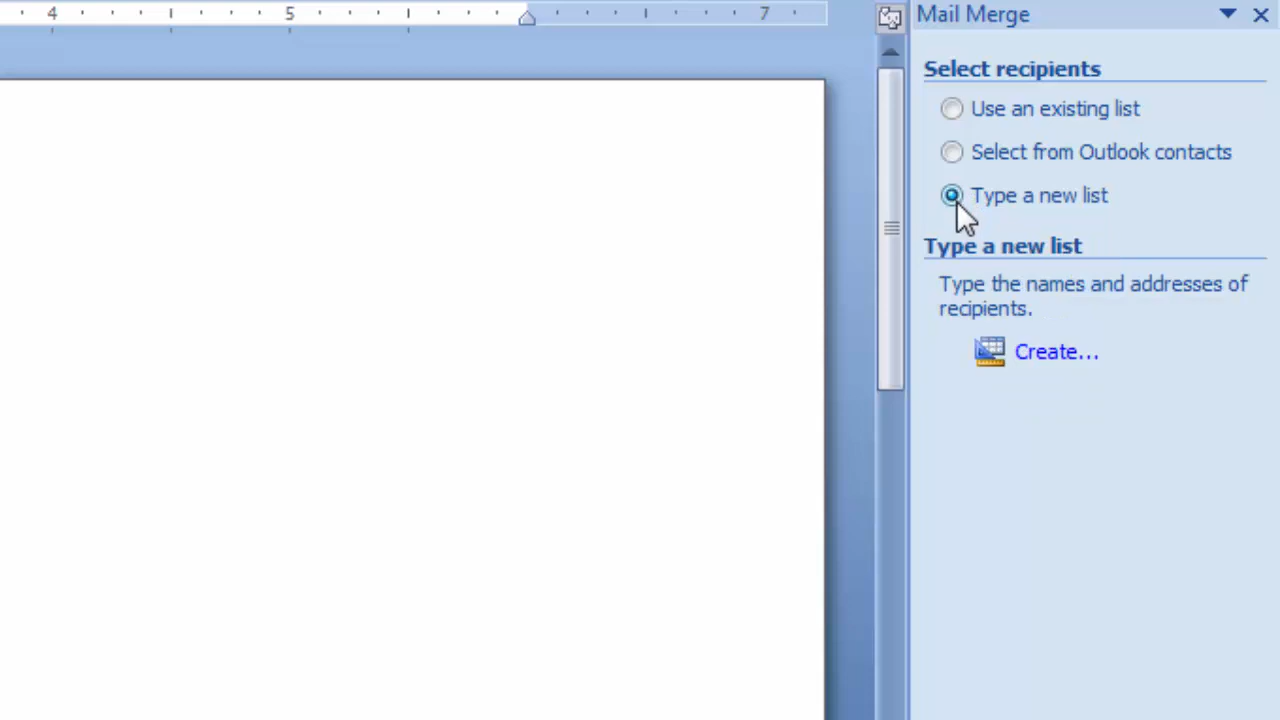 4 5 7
Mail Merge
Select recipients
Use an existing list
Select from Outlook contacts
Type a new list
Type a new list
Type the names and addresses of
recipients.
Create...